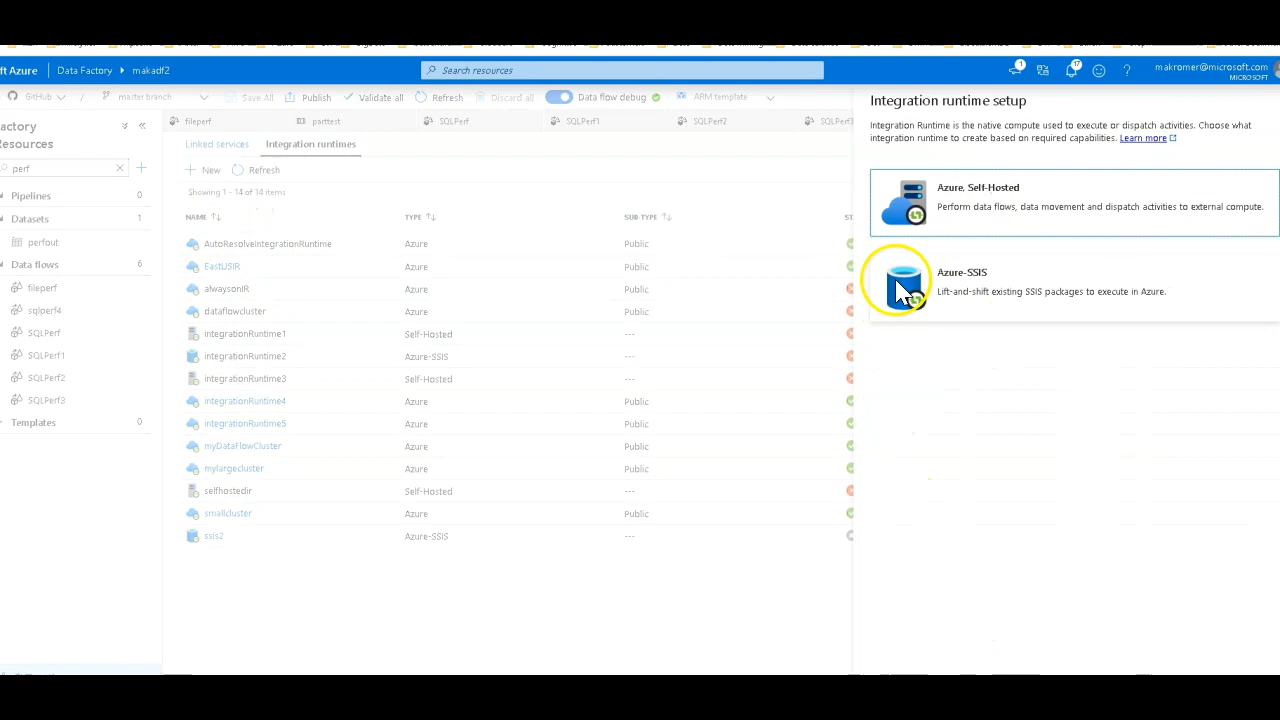 ft Azure
Data Factory
makadf2
Search resources
1
17
?
makromer@microsoft.com
MICROSOFT
GitHub
/
master branch
Save All
Publish
Validate all
Refresh
Discard all
Data flow debug
ARM template
actory
esources
perf
Pipelines 0
Datasets 1
perfout
Data flows 6
fileperf
sqlperf4
SQLPerf
SQLPerf1
SQLPerf2
SQLPerf3
Templates 0
fileperf
parttest
SQLPerf
SQLPerf1
SQLPerf2
SQLPerf3
Linked services
Integration runtimes
New
Refresh
Showing 1 - 14 of 14 items
NAME TYPE SUB-TYPE ST
AutoResolveIntegrationRuntime Azure Public
EastUSIR Azure Public
alwaysonIR Azure Public
dataflowcluster Azure Public
integrationRuntime1 Self-Hosted ---
integrationRuntime2 Azure-SSIS ---
integrationRuntime3 Self-Hosted ---
integrationRuntime4 Azure Public
integrationRuntime5 Azure Public
myDataFlowCluster Azure Public
mylargecluster Azure Public
selfhostedir Self-Hosted ---
smallcluster Azure Public
ssis2 Azure-SSIS ---
Integration runtime setup
Integration Runtime is the native compute used to execute or dispatch activities. Choose what
integration runtime to create based on required capabilities. Learn more
Azure, Self-Hosted
Perform data flows, data movement and dispatch activities to external compute.
Azure-SSIS
Lift-and-shift existing SSIS packages to execute in Azure.